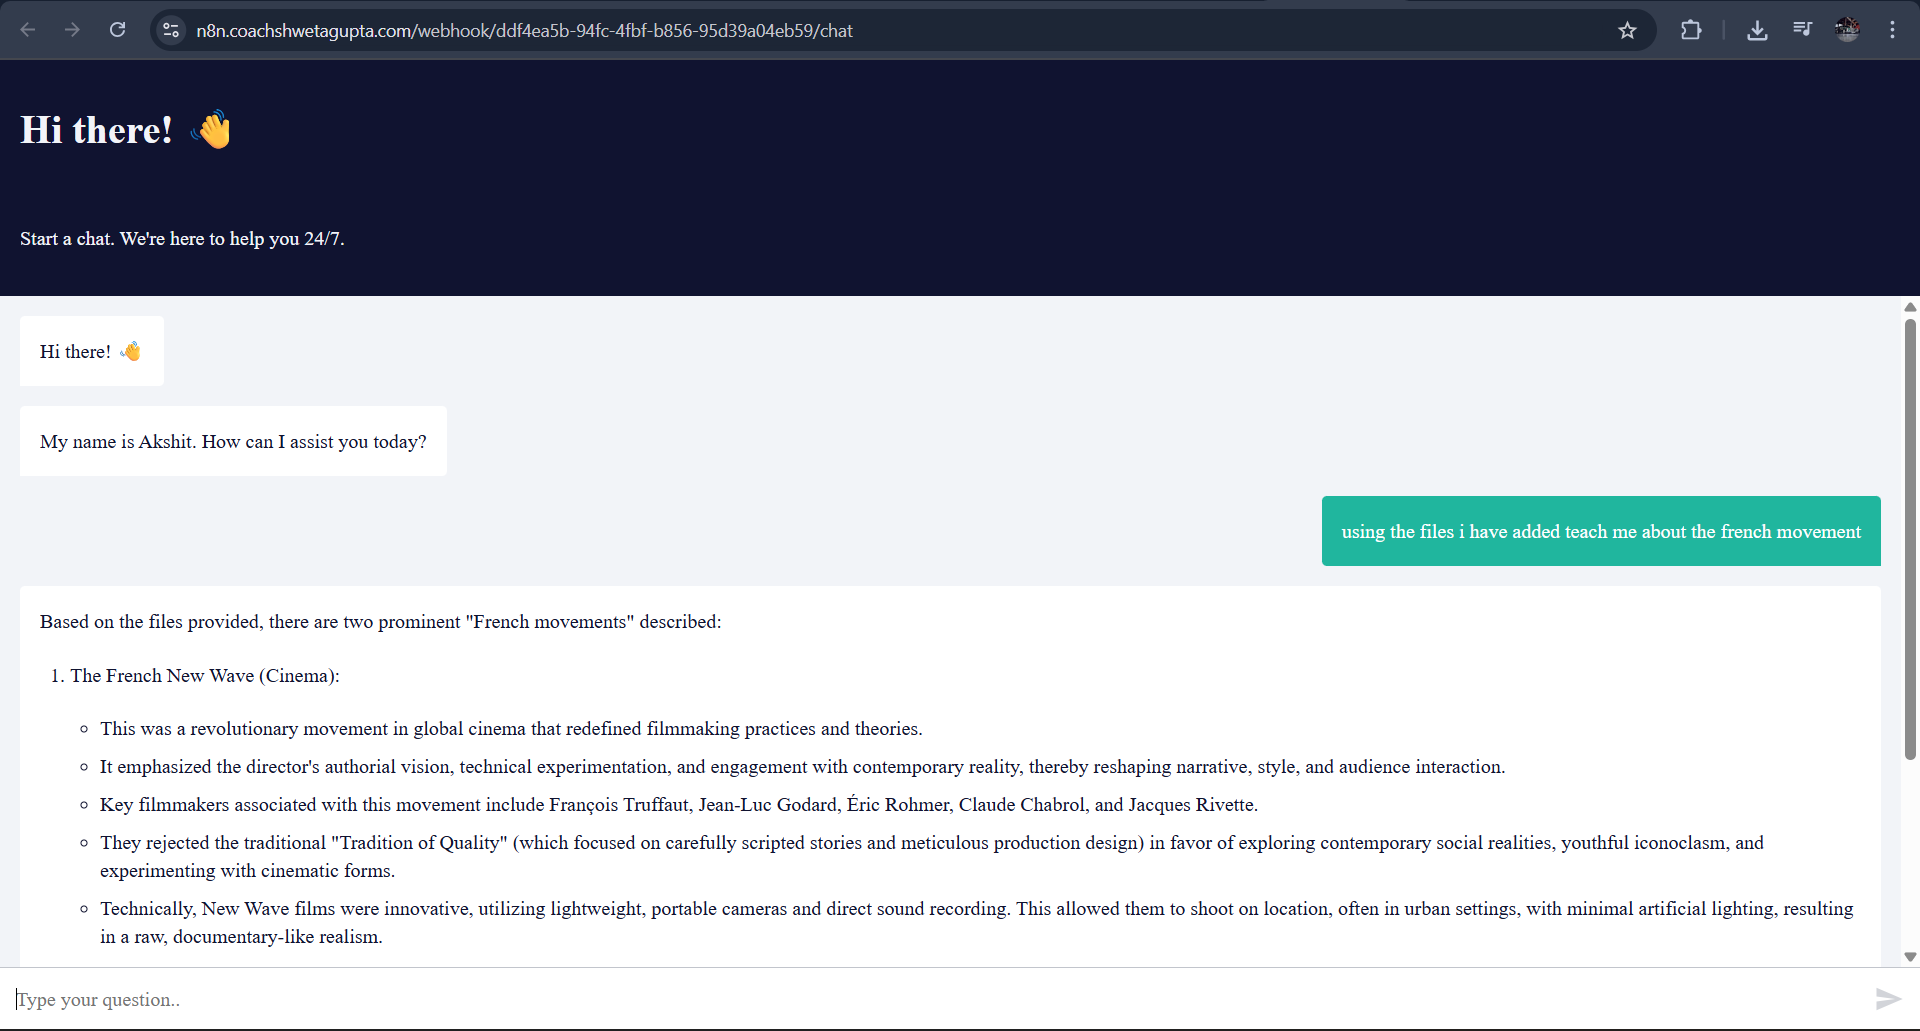 n8n.coachshwetagupta.com/webhook/ddf4ea5b-94fc-4fbf-b856-95d39a04eb59/chat
Hi there! 👋
Start a chat. We're here to help you 24/7.
Hi there! 👋
My name is Akshit. How can I assist you today?
using the files i have added teach me about the french movement
Based on the files provided, there are two prominent "French movements" described:
1. The French New Wave (Cinema):
◦ This was a revolutionary movement in global cinema that redefined filmmaking practices and theories.
◦ It emphasized the director's authorial vision, technical experimentation, and engagement with contemporary reality, thereby reshaping narrative, style, and audience interaction.
◦ Key filmmakers associated with this movement include François Truffaut, Jean-Luc Godard, Éric Rohmer, Claude Chabrol, and Jacques Rivette.
◦ They rejected the traditional "Tradition of Quality" (which focused on carefully scripted stories and meticulous production design) in favor of exploring contemporary social realities, youthful iconoclasm, and
experimenting with cinematic forms.
◦ Technically, New Wave films were innovative, utilizing lightweight, portable cameras and direct sound recording. This allowed them to shoot on location, often in urban settings, with minimal artificial lighting, resulting
in a raw, documentary-like realism.
Type your question..